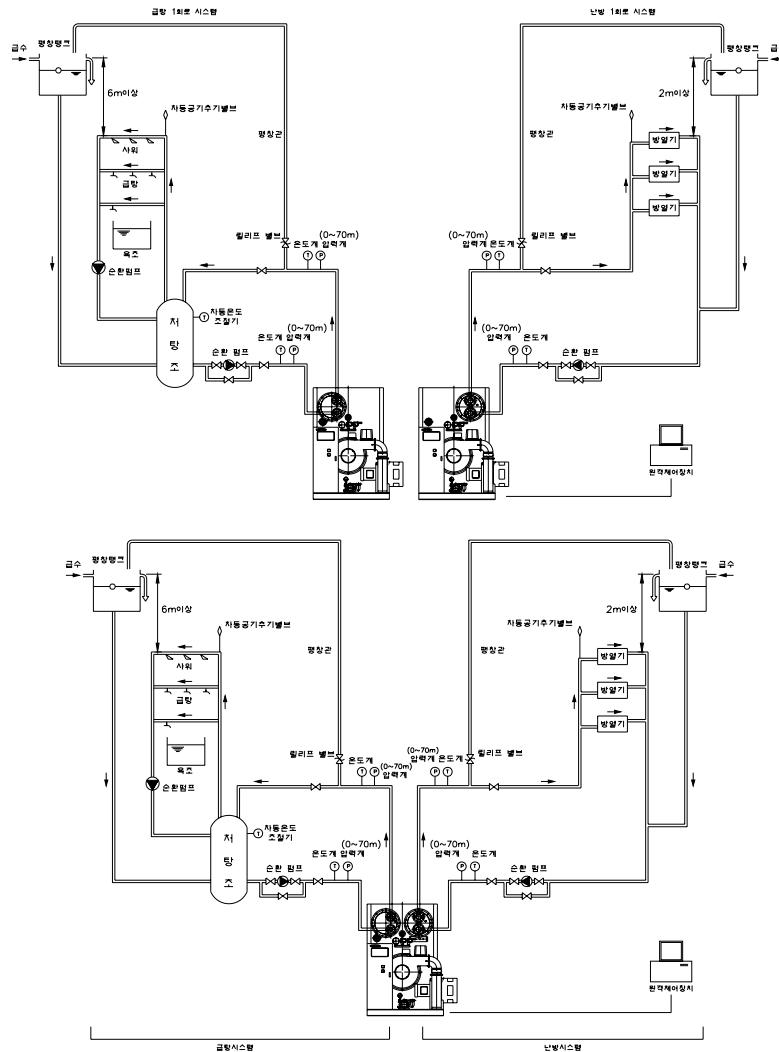 급탕 1회로 시스템
난방 1회로 시스템
급수
팽창탱크
6m이상
자동공기추기밸브
샤워
급탕
욕조
순환펌프
팽창관
릴리프 밸브
(0~70m)
온도계 압력계
T P
저탕조
T
자동온도
조절기
순환 펌프
(0~70m)
온도계 압력계
T P
팽창탱크
급
2m이상
자동공기추기밸브
방열기
방열기
방열기
팽창관
릴리프 밸브
(0~70m)
압력계 온도계
P T
(0~70m)
압력계 온도계
P T
순환 펌프
원격제어장치
급수
팽창탱크
6m이상
자동공기추기밸브
샤워
급탕
욕조
순환펌프
팽창관
릴리프 밸브
온도계
(0~70m)
압력계
T P
저탕조
T
자동온도
조절기
순환 펌프
(0~70m)
온도계 압력계
T P
팽창탱크
급수
2m이상
자동공기추기밸브
방열기
방열기
방열기
팽창관
릴리프 밸브
(0~70m)
압력계 온도계
P T
(0~70m)
압력계 온도계
P T
순환 펌프
원격제어장치
급탕시스템
난방시스템